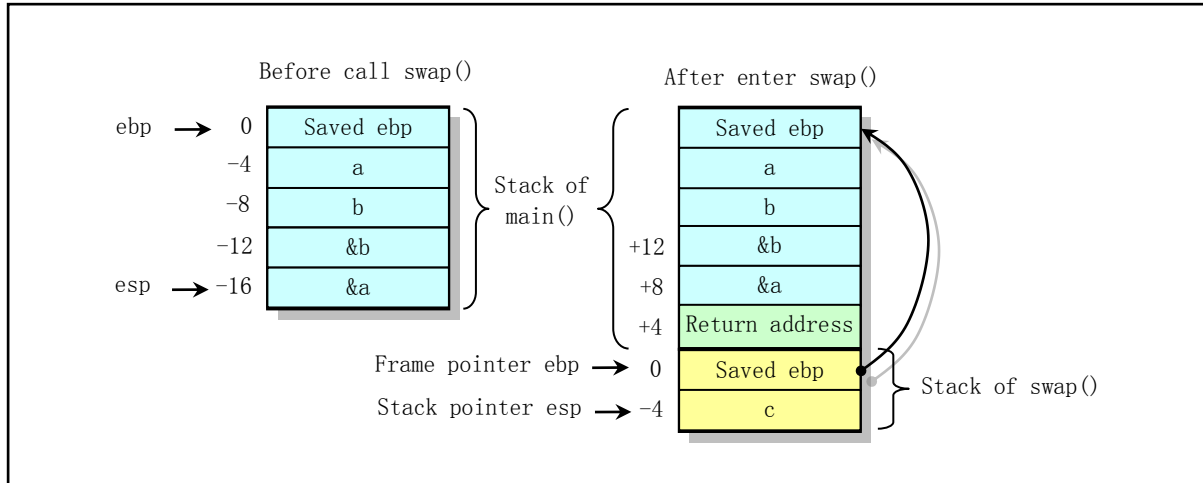 Before call swap()
ebp
0
Saved ebp
-4
a
-8
b
-12
&b
esp
-16
&a
Stack of
main()
After enter swap()
Saved ebp
a
b
+12
&b
+8
&a
+4
Return address
Frame pointer ebp
0
Saved ebp
Stack pointer esp
-4
c
Stack of swap()